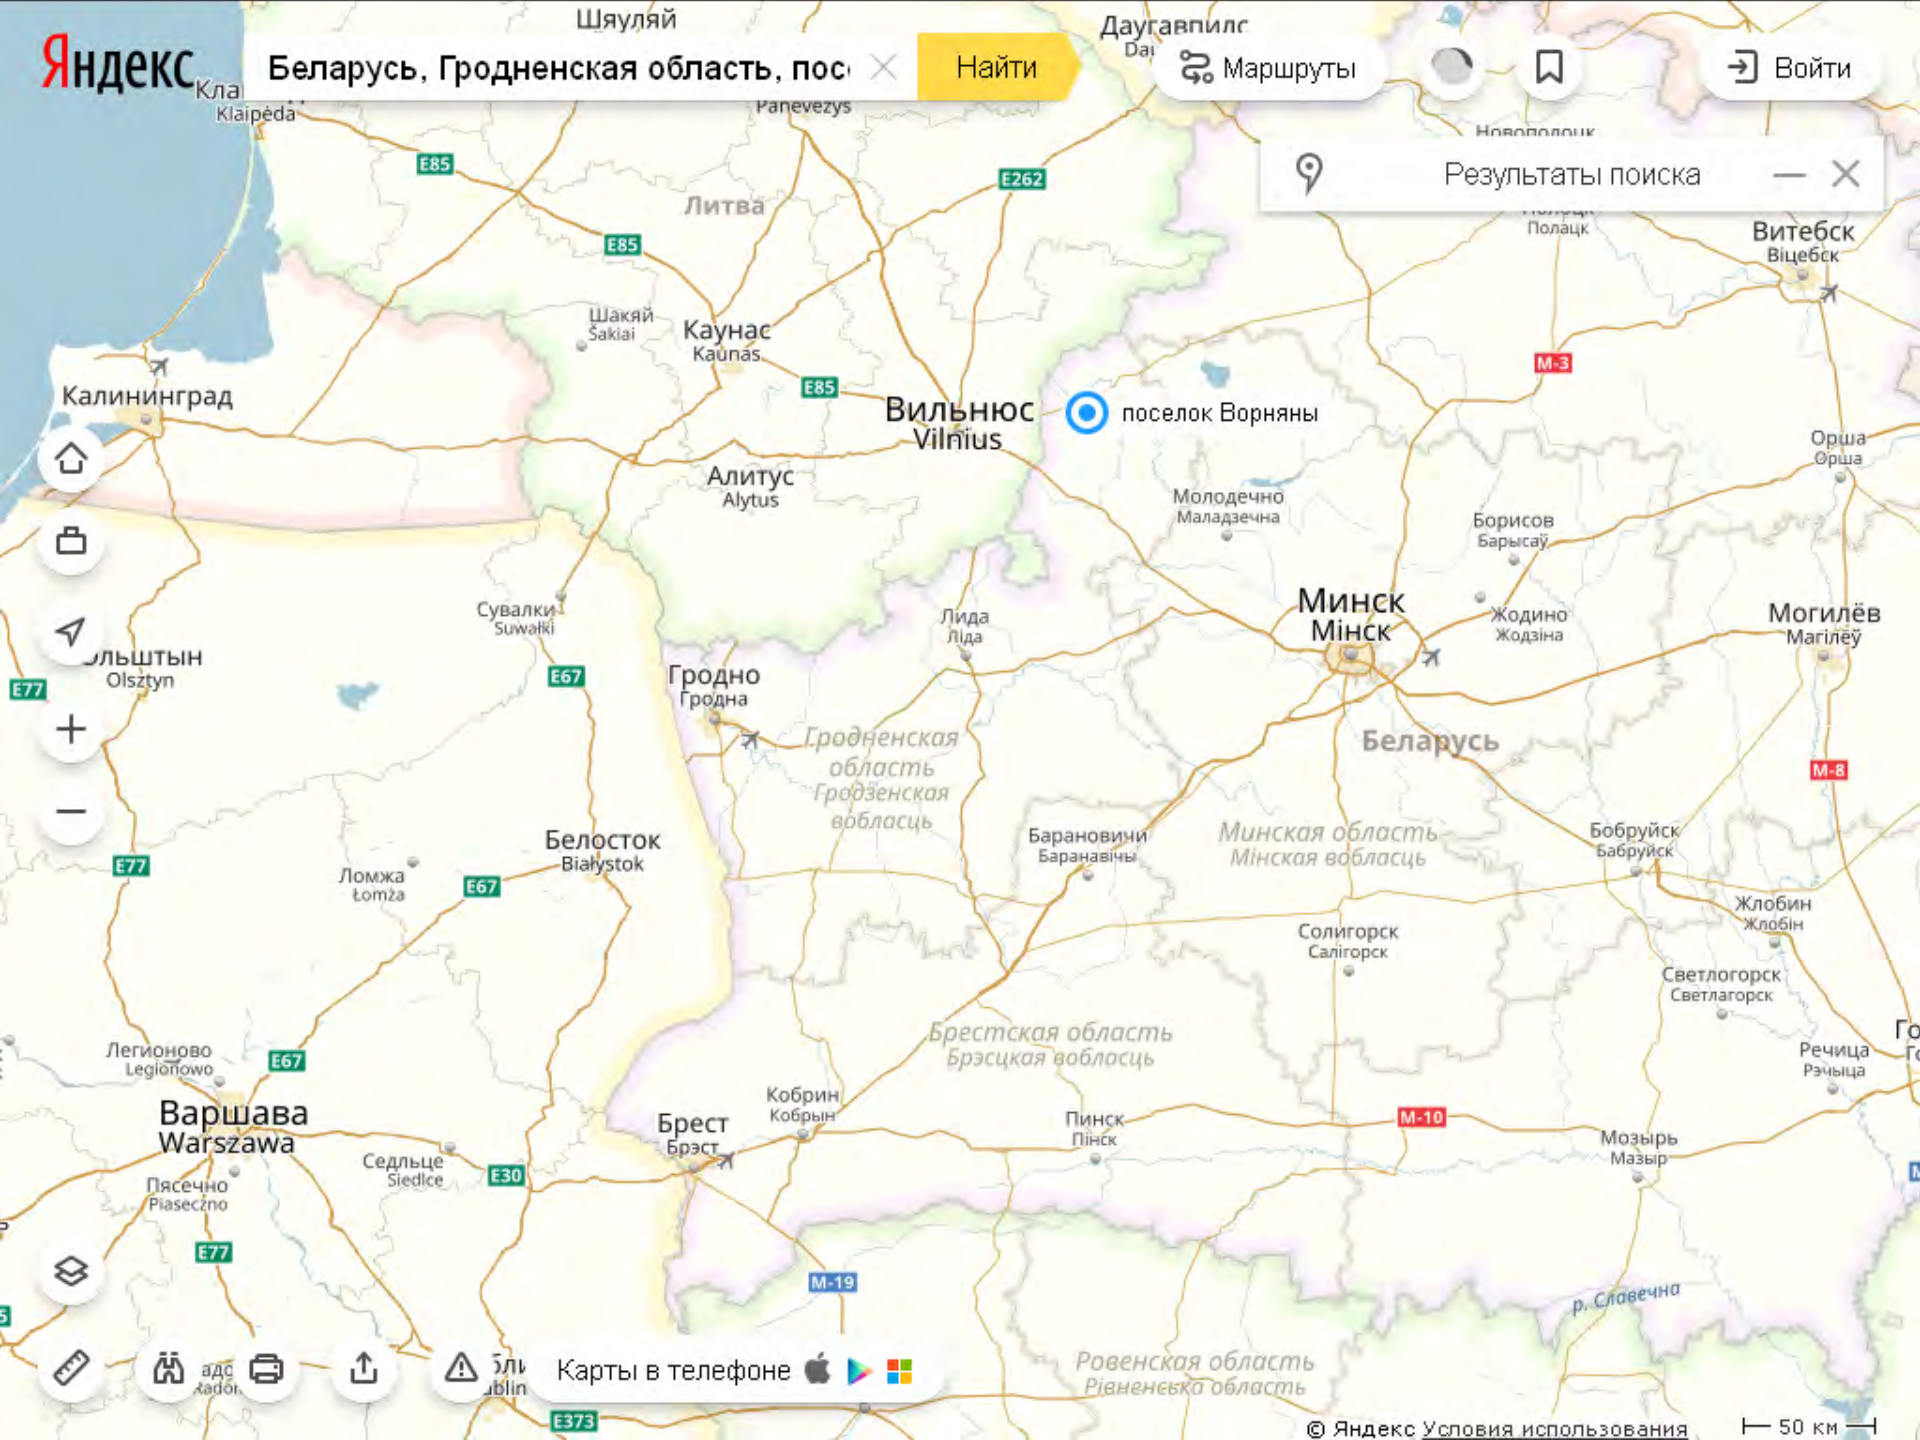 Шяуляй
Даугавпилс
Яндекс
Беларусь, Гродненская область, пос
Найти
Маршруты
Войти
Кла
Klaipėda
Panevėžys
Новополоцк
E85
E262
Результаты поиска
Литва
Полоцк
Полацк
Витебск
Віцебск
E85
Шакяй
Šakiai
Каунас
Kaunas
M-3
E85
Калининград
Вильнюс
Vilnius
поселок Ворняны
Орша
Орша
Алитус
Alytus
Молодечно
Маладзечна
Борисов
Барысаў
Сувалки
Suwałki
Лида
Ліда
Минск
Мінск
Жодино
Жодзіна
Могилёв
Магілёў
Ольштын
Olsztyn
E77
E67
Гродно
Гродна
Гродненская
область
Гродзенская
вобласць
Беларусь
M-8
Белосток
Białystok
Барановичи
Баранавічы
Минская область
Мінская вобласць
Бобруйск
Бабруйск
E77
Ломжа
Łomża
E67
Жлобин
Жлобін
Солигорск
Салігорск
Светлогорск
Светлагорск
Брестская область
Брэсцкая вобласць
Го
Легионово
Legionowo
E67
Речица
Рэчыца
Варшава
Warszawa
Кобрин
Кобрын
Брест
Брэст
Пинск
Пінск
M-10
Мозырь
Мазыр
Седльце
Siedlce
E30
Пясечно
Piaseczno
E77
M-19
р. Славечна
Карты в телефоне
Ровенская область
Рівненська область
E373
© Яндекс Условия использования
50 км